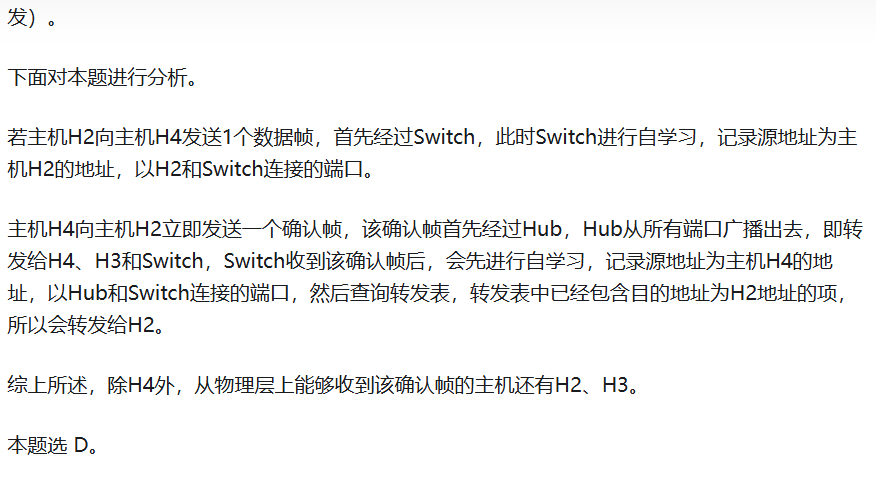 发）。
下面对本题进行分析。
若主机H2向主机H4发送1个数据帧，首先经过Switch，此时Switch进行自学习，记录源地址为主
机H2的地址，以H2和Switch连接的端口。
主机H4向主机H2立即发送一个确认帧，该确认帧首先经过Hub，Hub从所有端口广播出去，即转
发给H4、H3和Switch，Switch收到该确认帧后，会先进行自学习，记录源地址为主机H4的地
址，以Hub和Switch连接的端口，然后查询转发表，转发表中已经包含目的地址为H2地址的项，
所以会转发给H2。
综上所述，除H4外，从物理层上能够收到该确认帧的主机还有H2、H3。
本题选 D。